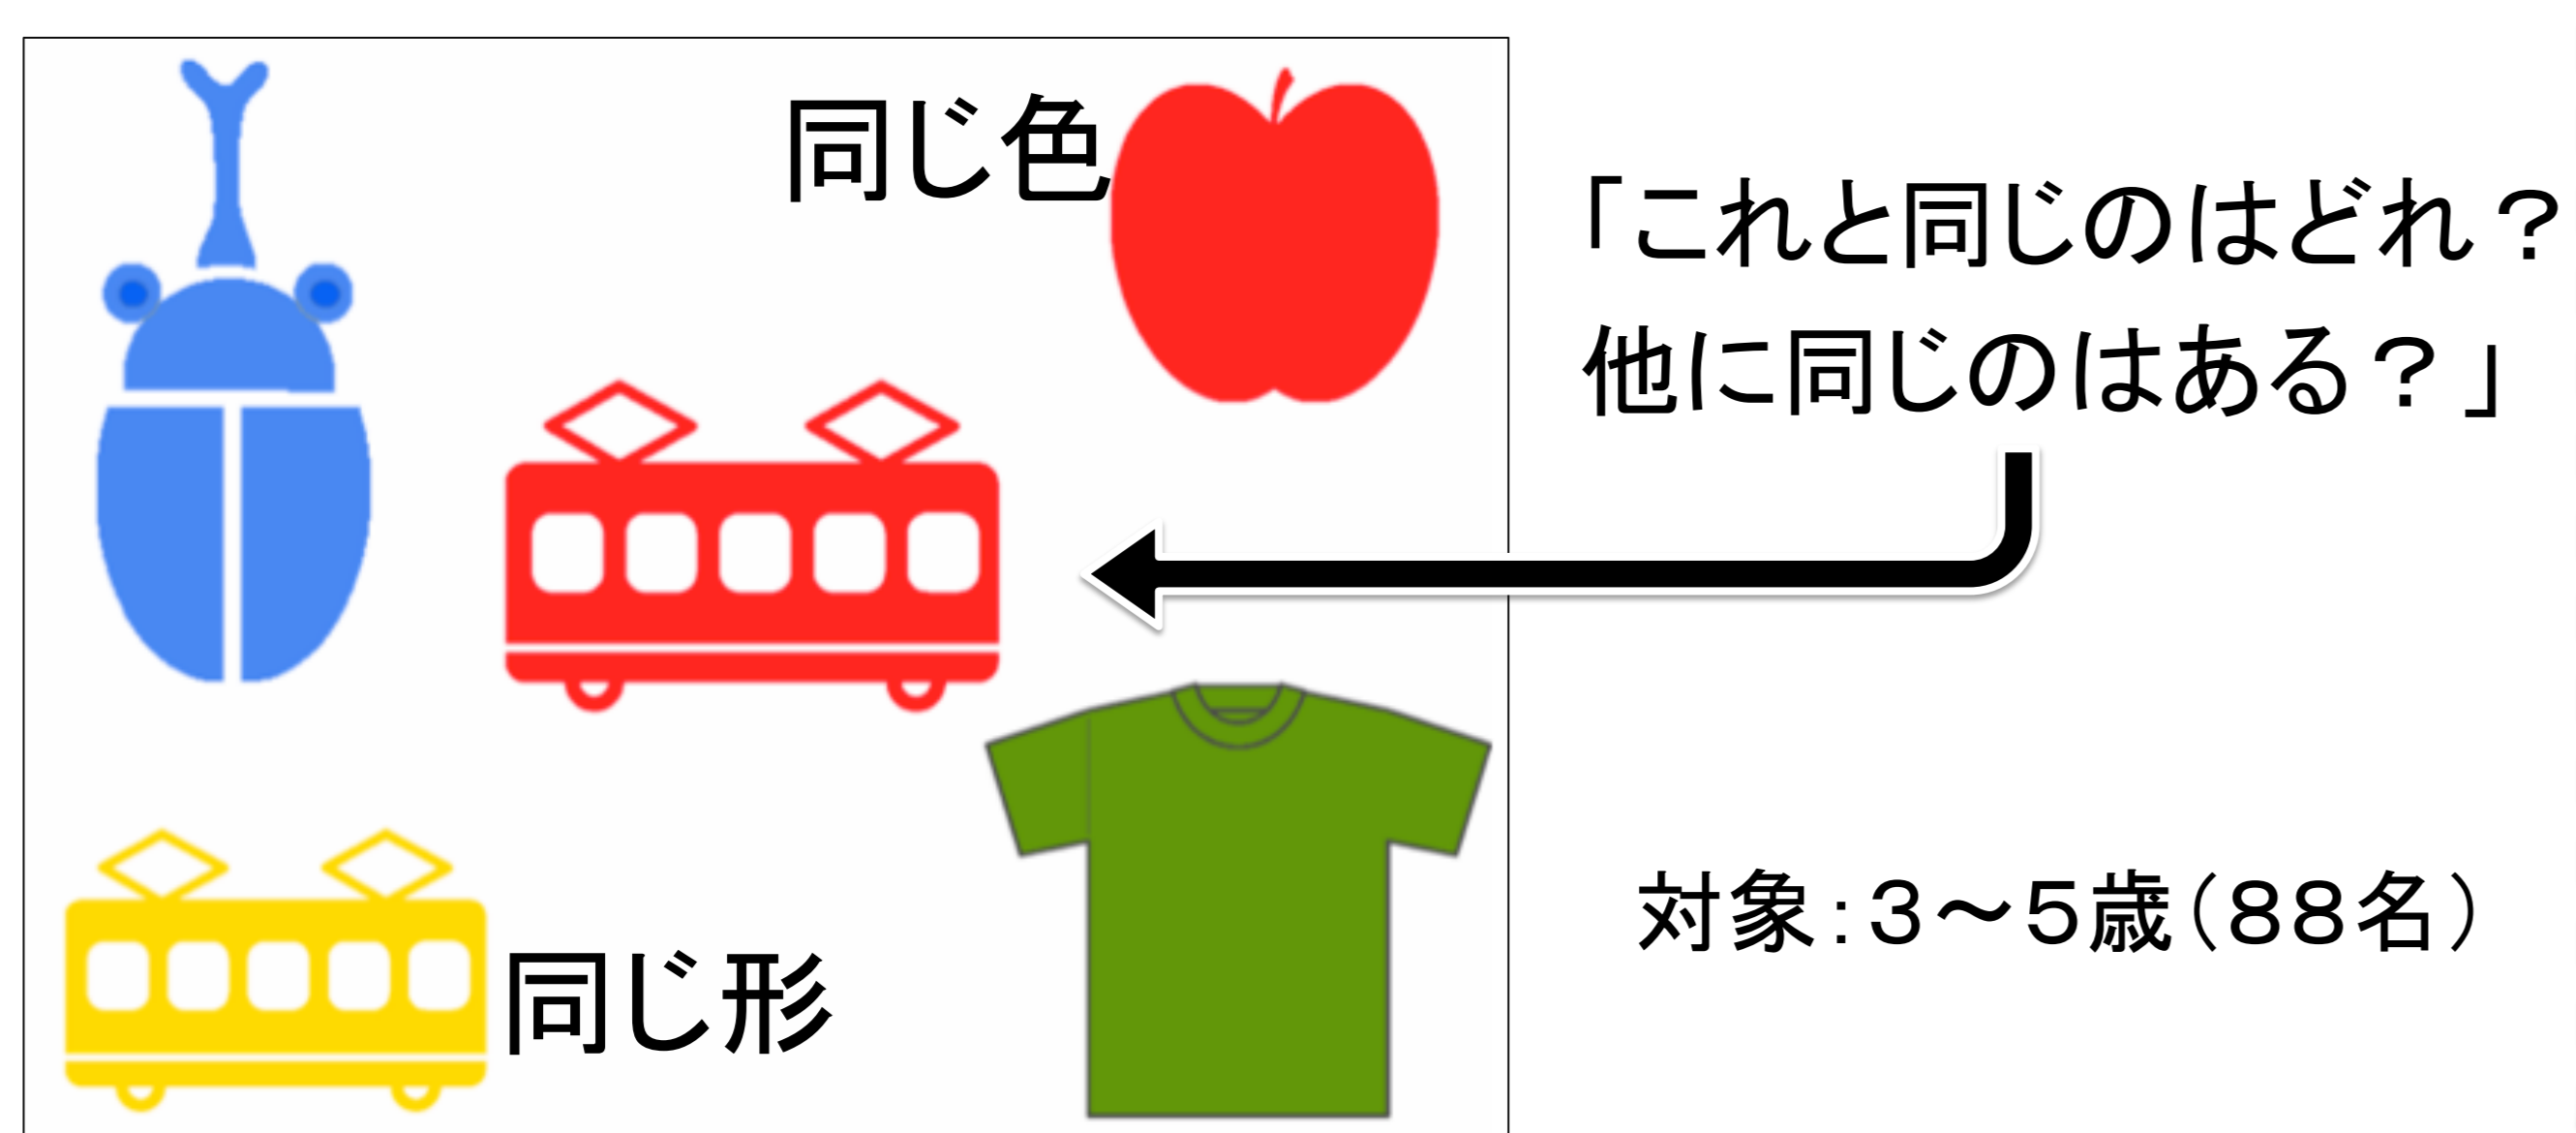 同じ色
「これと同じのはどれ？
他に同じのはある？」
同じ形
対象：３～５歳（８８名）